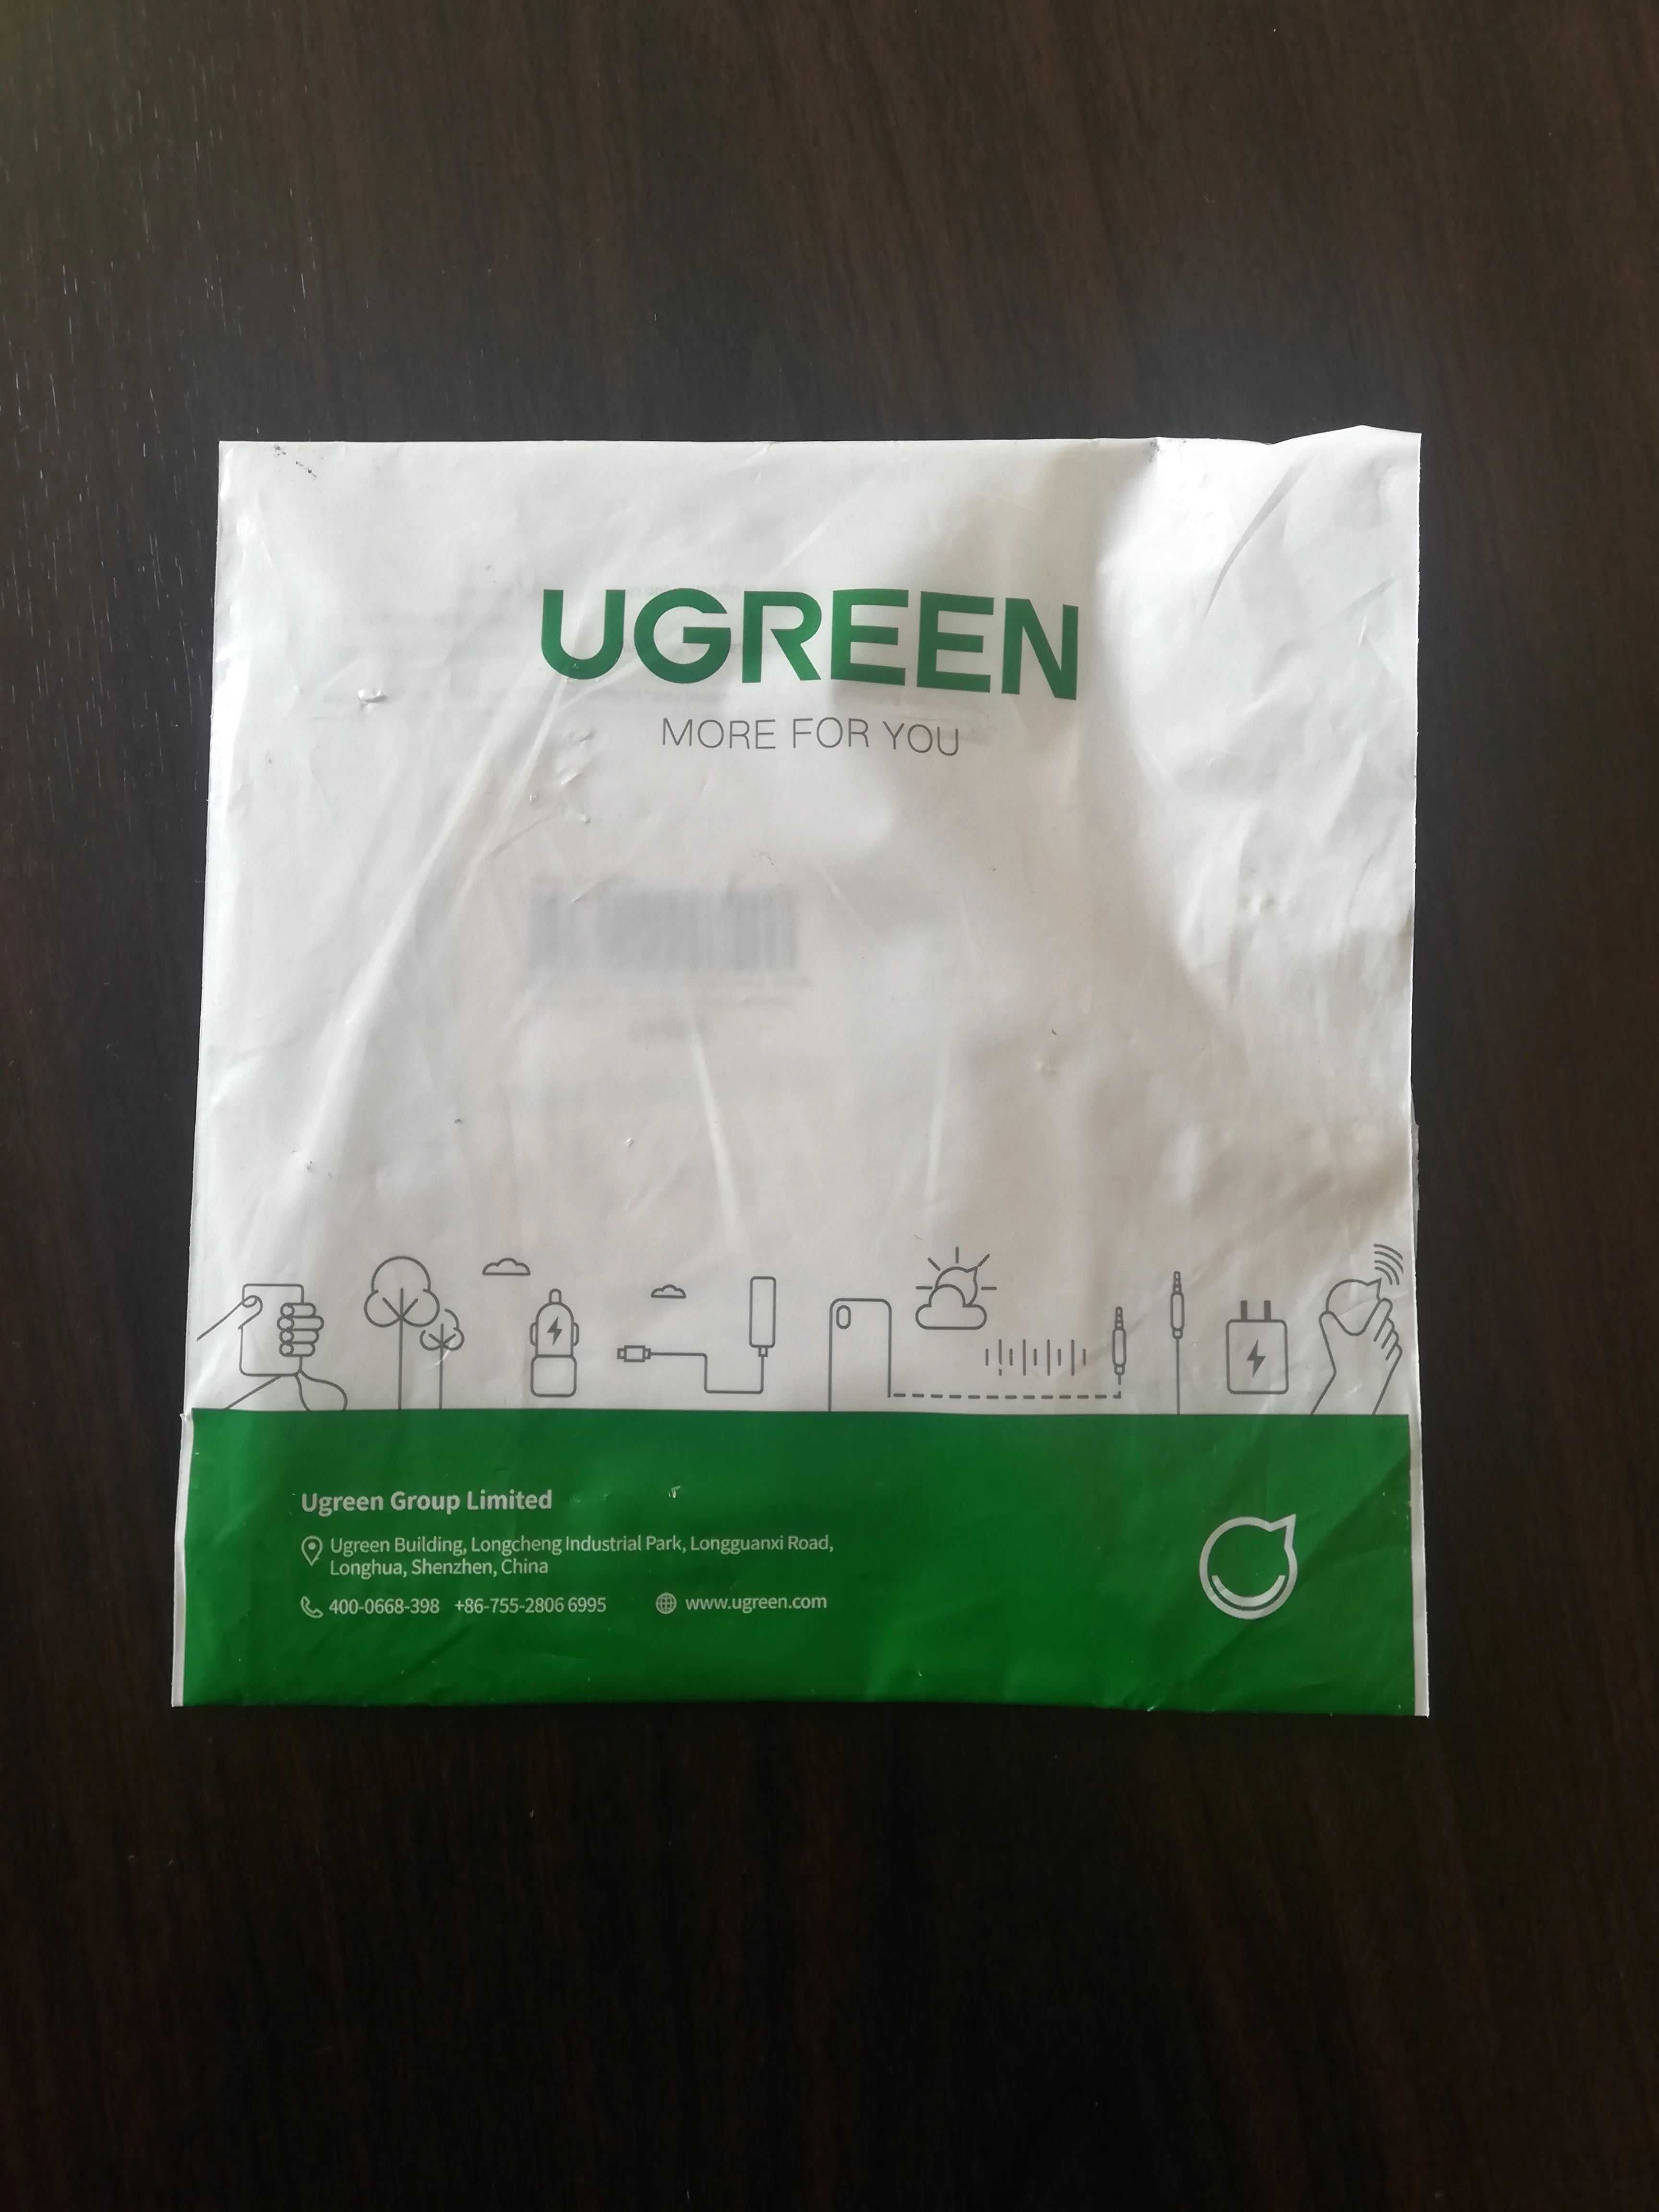 UGREEN
MORE FOR YOU
Ugreen Group Limited
Ugreen Building, Longcheng Industrial Park, Longguanxi Road,
Longhua, Shenzhen, China
400-0668-398 +86-755-2806 6995 www.ugreen.com